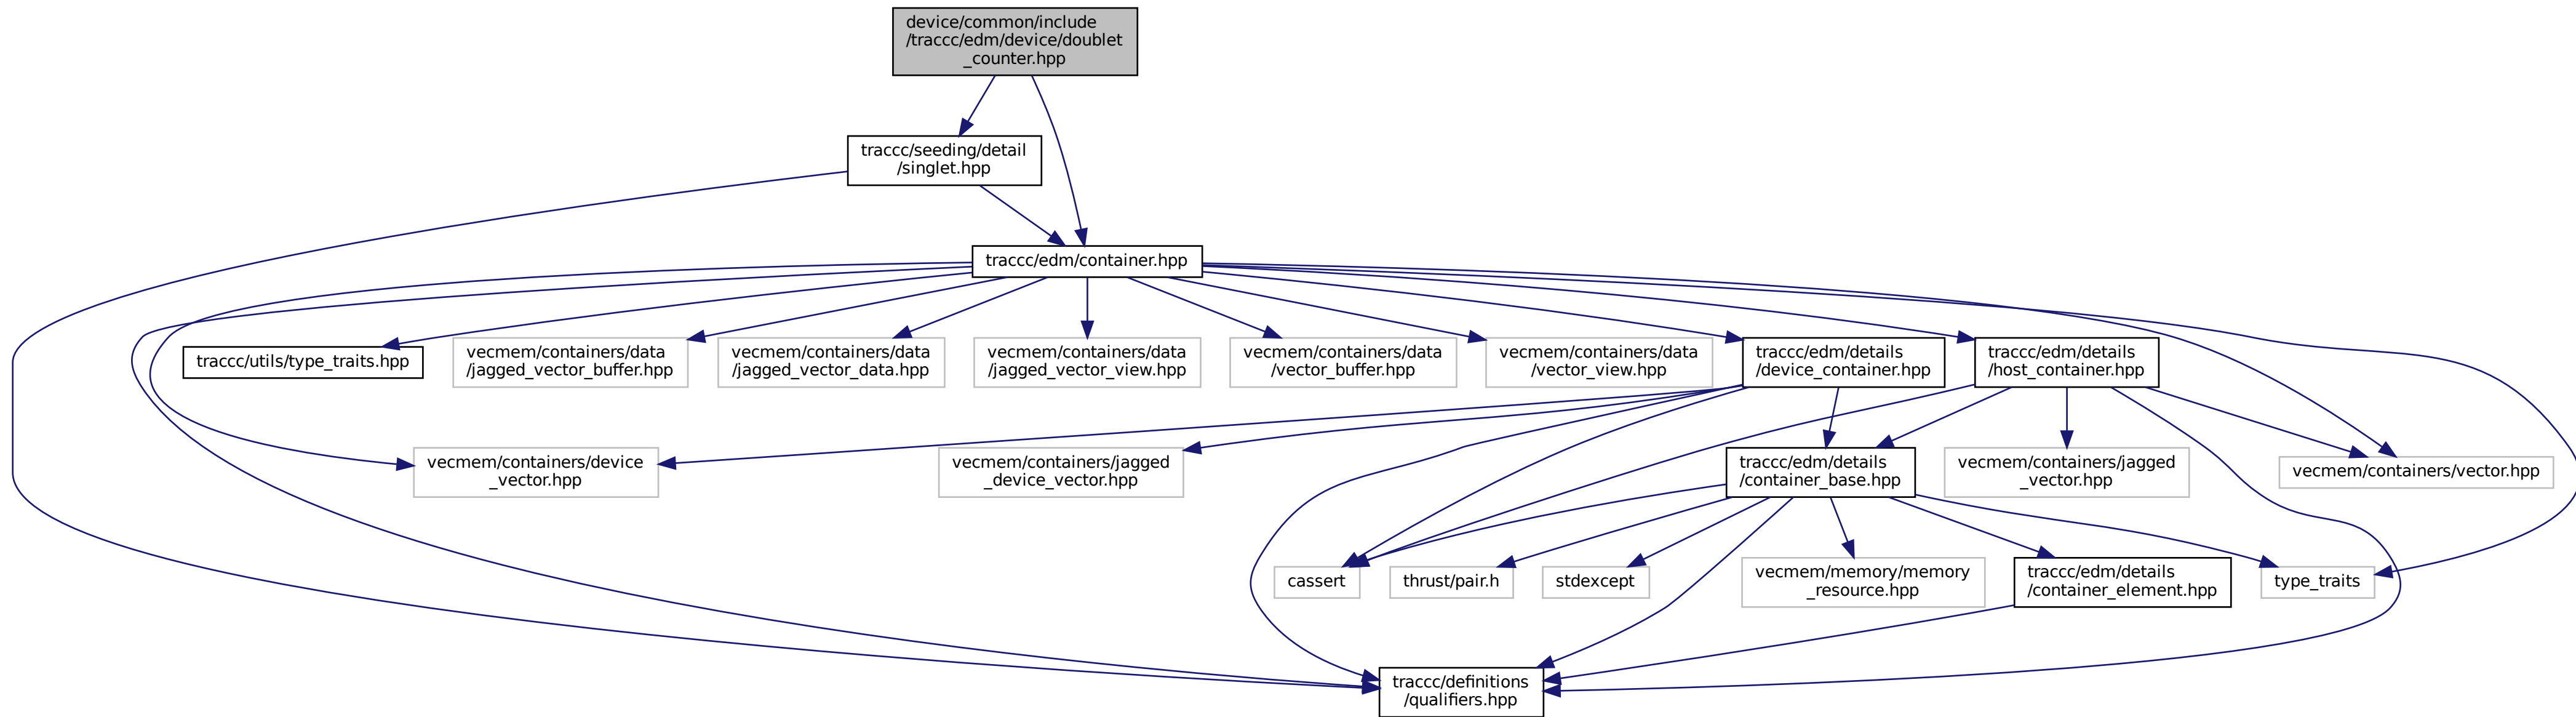 device/common/include
/traccc/edm/device/doublet
_counter.hpp
traccc/seeding/detail
/singlet.hpp
traccc/edm/container.hpp
traccc/utils/type_traits.hpp
vecmem/containers/data
/jagged_vector_buffer.hpp
vecmem/containers/data
/jagged_vector_data.hpp
vecmem/containers/data
/jagged_vector_view.hpp
vecmem/containers/data
/vector_buffer.hpp
vecmem/containers/data
/vector_view.hpp
traccc/edm/details
/device_container.hpp
traccc/edm/details
/host_container.hpp
vecmem/containers/device
_vector.hpp
vecmem/containers/jagged
_device_vector.hpp
traccc/edm/details
/container_base.hpp
vecmem/containers/jagged
_vector.hpp
vecmem/containers/vector.hpp
cassert
thrust/pair.h
stdexcept
vecmem/memory/memory
_resource.hpp
traccc/edm/details
/container_element.hpp
type_traits
traccc/definitions
/qualifiers.hpp